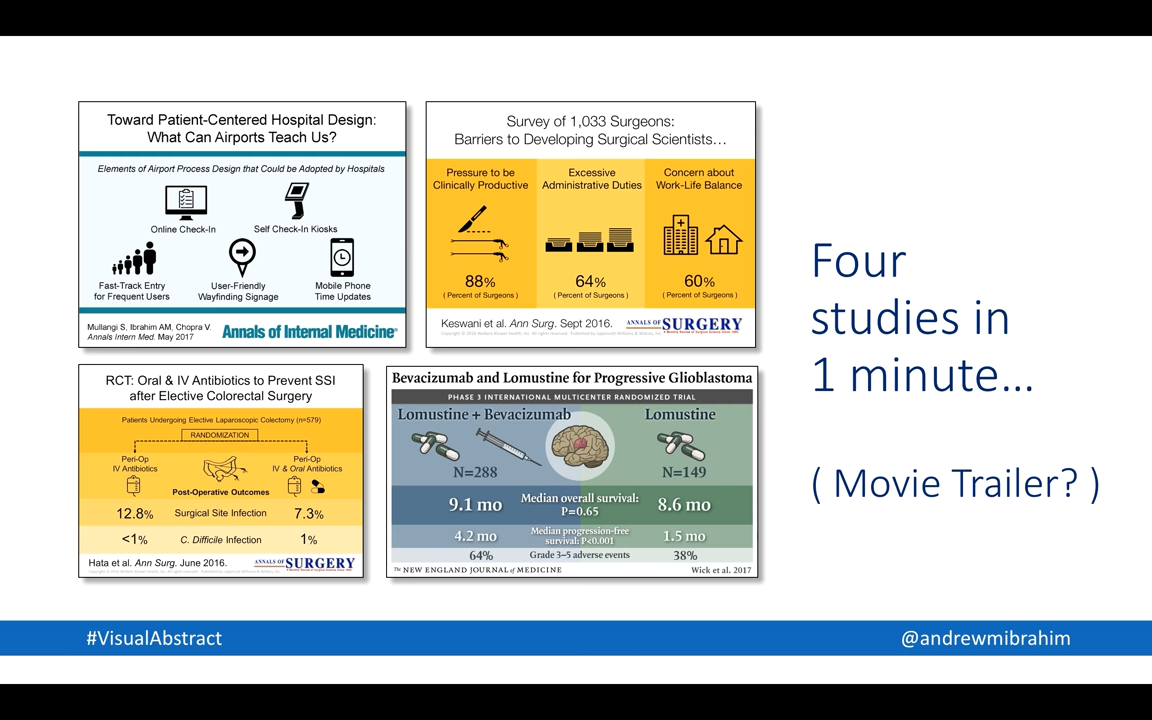 Toward Patient-Centered Hospital Design:
What Can Airports Teach Us?
Elements of Airport Process Design that Could be Adopted by Hospitals
Online Check-In
Self Check-In Kiosks
Fast-Track Entry
for Frequent Users
User-Friendly
Wayfinding Signage
Mobile Phone
Time Updates
Mullangi S, Ibrahim AM, Chopra V.
Annals Intern Med. May 2017
Annals of Internal Medicine®
Survey of 1,033 Surgeons:
Barriers to Developing Surgical Scientists…
Pressure to be
Clinically Productive
Excessive
Administrative Duties
Concern about
Work-Life Balance
88%
64%
60%
( Percent of Surgeons )
( Percent of Surgeons )
( Percent of Surgeons )
Keswani et al. Ann Surg. Sept 2016.
ANNALS OF SURGERY
RCT: Oral & IV Antibiotics to Prevent SSI
after Elective Colorectal Surgery
Patients Undergoing Elective Laparoscopic Colectomy (n=579)
RANDOMIZATION
Peri-Op
IV Antibiotics
Peri-Op
IV & Oral Antibiotics
Post-Operative Outcomes
12.8% Surgical Site Infection 7.3%
<1% C. Difficile Infection 1%
Hata et al. Ann Surg. June 2016.
ANNALS OF SURGERY
Bevacizumab and Lomustine for Progressive Glioblastoma
PHASE 3 INTERNATIONAL MULTICENTER RANDOMIZED TRIAL
Lomustine + Bevacizumab
Lomustine
N=288
N=149
9.1 mo
Median overall survival:
P=0.65
8.6 mo
4.2 mo
Median progression-free
survival: P<0.001
1.5 mo
64% Grade 3–5 adverse events 38%
The NEW ENGLAND JOURNAL of MEDICINE
Wick et al. 2017
Four
studies in
1 minute…
( Movie Trailer? )
#VisualAbstract
@andrewmibrahim